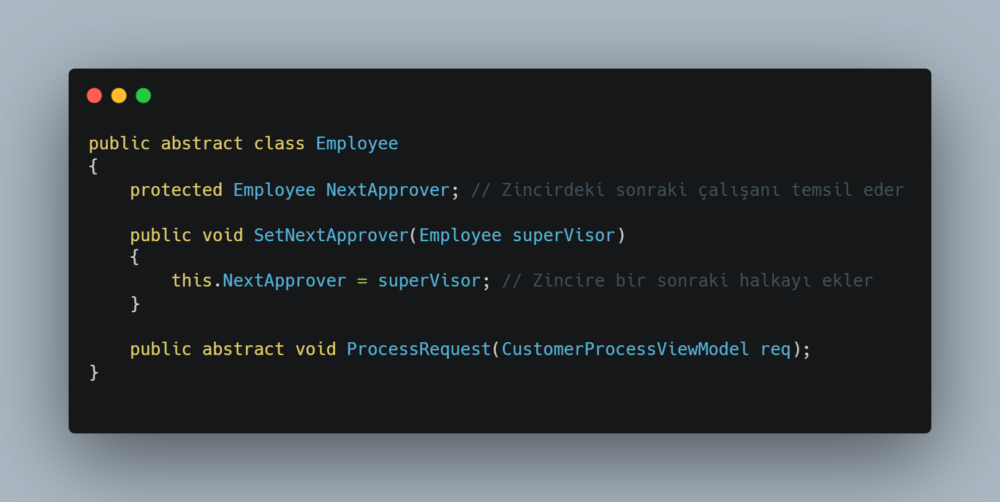 public abstract class Employee
{
    protected Employee NextApprover; // Zincirdeki sonraki çalışanı temsil eder
    public void SetNextApprover(Employee superVisor)
    {
        this.NextApprover = superVisor; // Zincire bir sonraki halkayı ekler
    }
    public abstract void ProcessRequest(CustomerProcessViewModel req);
}